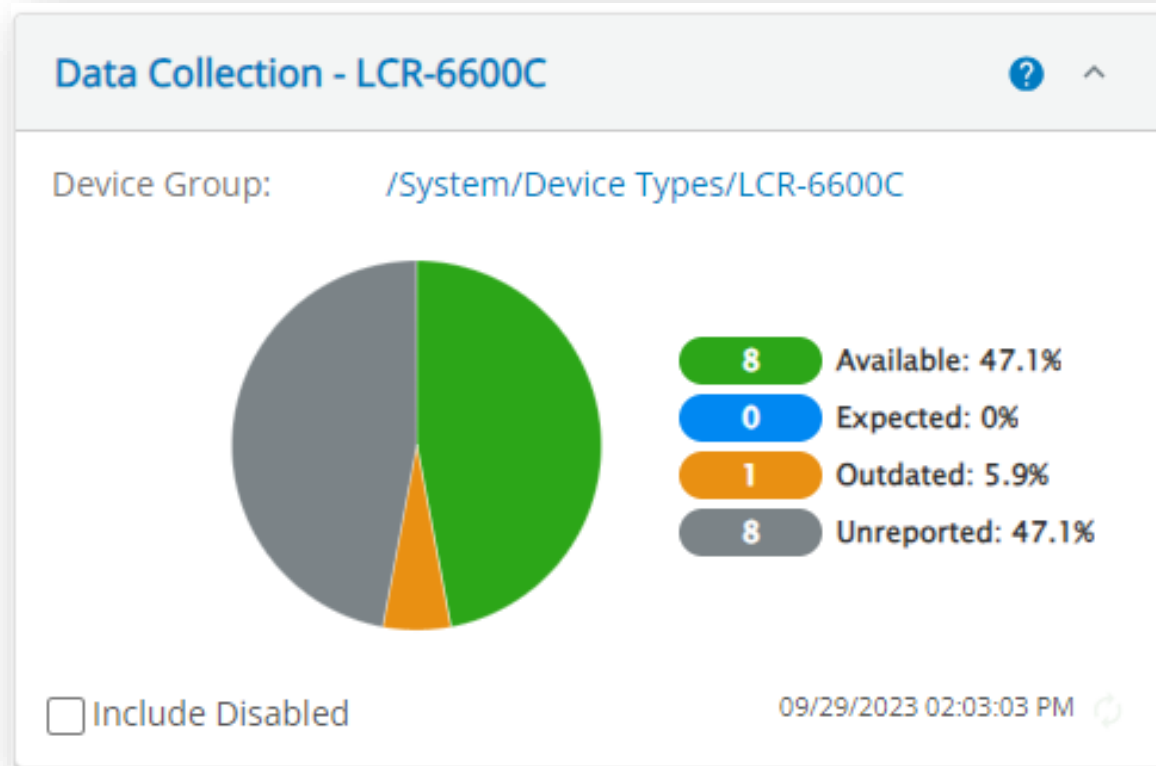 Data Collection - LCR-6600C
?
Device Group: /System/Device Types/LCR-6600C
8 Available: 47.1%
0 Expected: 0%
1 Outdated: 5.9%
8 Unreported: 47.1%
Include Disabled
09/29/2023 02:03:03 PM